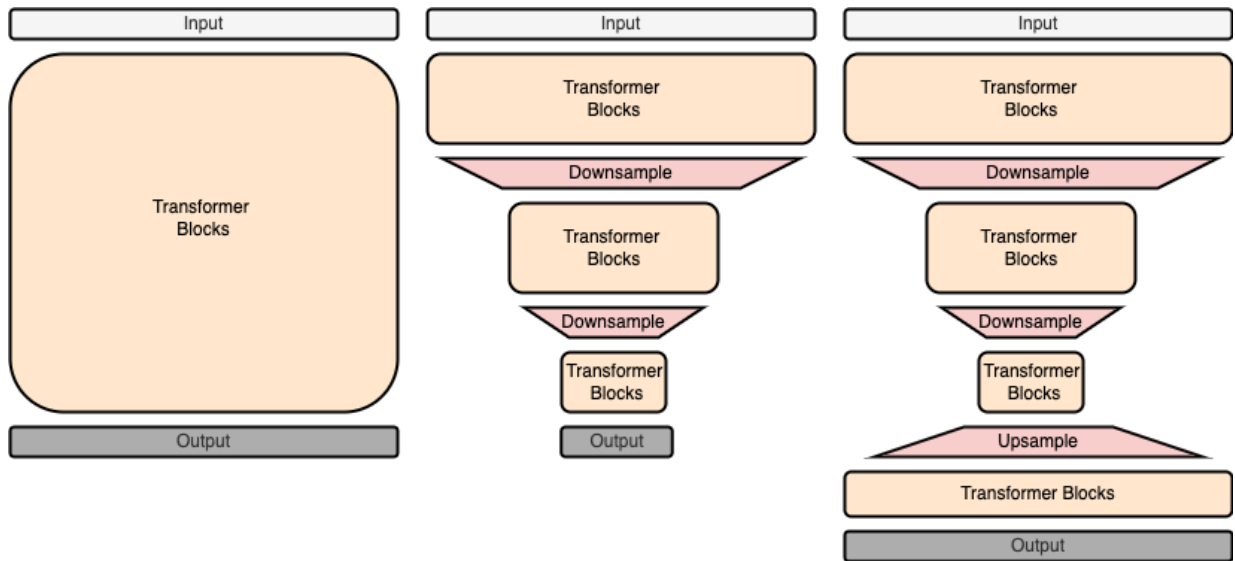 Input
Transformer
Blocks
Output
Input
Transformer
Blocks
Downsample
Transformer
Blocks
Downsample
Transformer
Blocks
Output
Input
Transformer
Blocks
Downsample
Transformer
Blocks
Downsample
Transformer
Blocks
Upsample
Transformer Blocks
Output